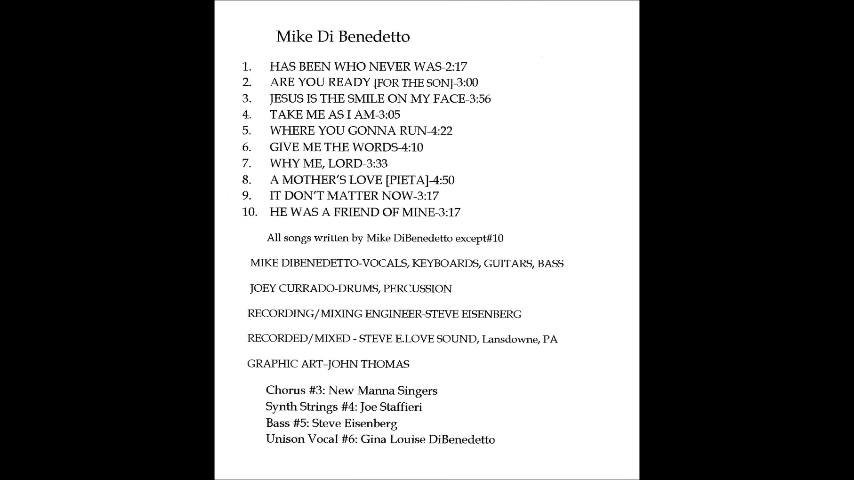 Mike Di Benedetto
1. HAS BEEN WHO NEVER WAS-2:17
2. ARE YOU READY [FOR THE SON]-3:00
3. JESUS IS THE SMILE ON MY FACE-3:56
4. TAKE ME AS I AM-3:05
5. WHERE YOU GONNA RUN-4:22
6. GIVE ME THE WORDS-4:10
7. WHY ME, LORD-3:33
8. A MOTHER'S LOVE [PIETA]-4:50
9. IT DON'T MATTER NOW-3:17
10. HE WAS A FRIEND OF MINE-3:17
All songs written by Mike DiBenedetto except#10
MIKE DIBENEDETTO-VOCALS, KEYBOARDS, GUITARS, BASS
JOEY CURRADO-DRUMS, PERCUSSION
RECORDING/MIXING ENGINEER-STEVE EISENBERG
RECORDED/MIXED - STEVE E.LOVE SOUND, Lansdowne, PA
GRAPHIC ART–JOHN THOMAS
Chorus #3: New Manna Singers
Synth Strings #4: Joe Staffieri
Bass #5: Steve Eisenberg
Unison Vocal #6: Gina Louise DiBenedetto